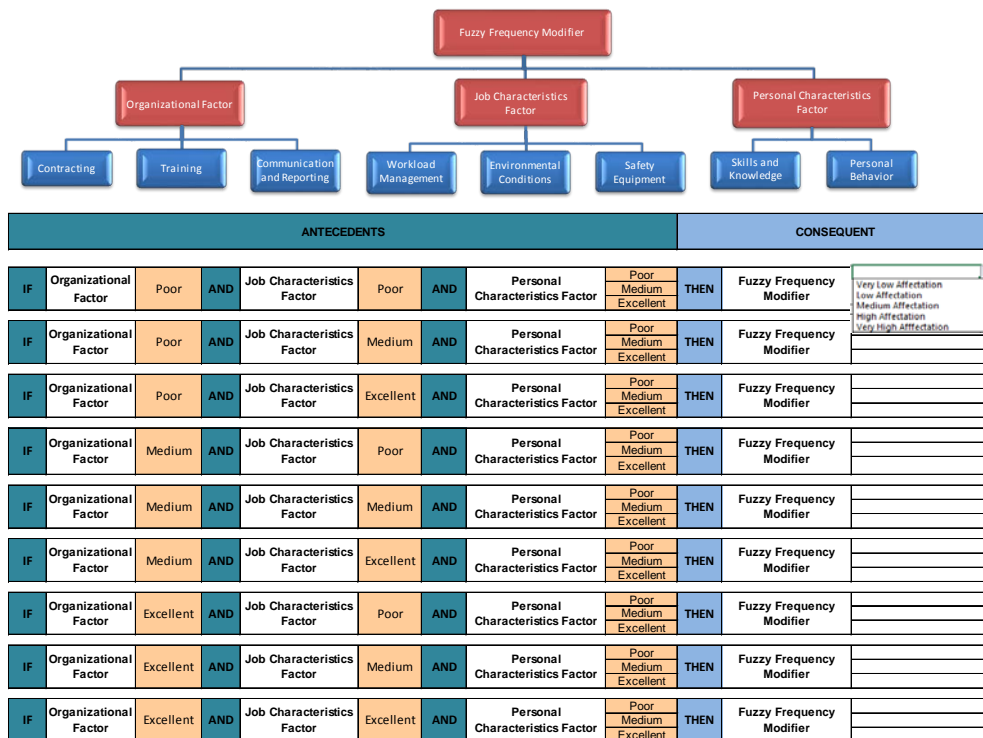 Fuzzy Frequency Modifier
Organizational Factor
Job Characteristics
Factor
Personal Characteristics
Factor
Contracting
Training
Communication
and Reporting
Workload
Management
Environmental
Conditions
Safety
Equipment
Skills and
Knowledge
Personal
Behavior
ANTECEDENTS CONSEQUENT
IF Organizational Factor Poor AND Job Characteristics Factor Poor AND Personal Characteristics Factor Poor Medium Excellent THEN Fuzzy Frequency Modifier
Very Low Affectation
Low Affectation
Medium Affectation
High Affectation
Very High Afffectation
IF Organizational Factor Poor AND Job Characteristics Factor Medium AND Personal Characteristics Factor Poor Medium Excellent THEN Fuzzy Frequency Modifier
IF Organizational Factor Poor AND Job Characteristics Factor Excellent AND Personal Characteristics Factor Poor Medium Excellent THEN Fuzzy Frequency Modifier
IF Organizational Factor Medium AND Job Characteristics Factor Poor AND Personal Characteristics Factor Poor Medium Excellent THEN Fuzzy Frequency Modifier
IF Organizational Factor Medium AND Job Characteristics Factor Medium AND Personal Characteristics Factor Poor Medium Excellent THEN Fuzzy Frequency Modifier
IF Organizational Factor Medium AND Job Characteristics Factor Excellent AND Personal Characteristics Factor Poor Medium Excellent THEN Fuzzy Frequency Modifier
IF Organizational Factor Excellent AND Job Characteristics Factor Poor AND Personal Characteristics Factor Poor Medium Excellent THEN Fuzzy Frequency Modifier
IF Organizational Factor Excellent AND Job Characteristics Factor Medium AND Personal Characteristics Factor Poor Medium Excellent THEN Fuzzy Frequency Modifier
IF Organizational Factor Excellent AND Job Characteristics Factor Excellent AND Personal Characteristics Factor Poor Medium Excellent THEN Fuzzy Frequency Modifier